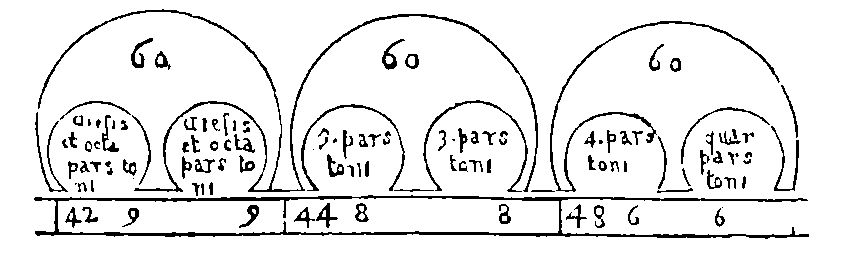 60 60 60
diesis et octa pars to ni
diesis et octa pars to ni
3. pars toni
3. pars toni
4. pars toni
quar pars toni
42 9 9 44 8 8 48 6 6